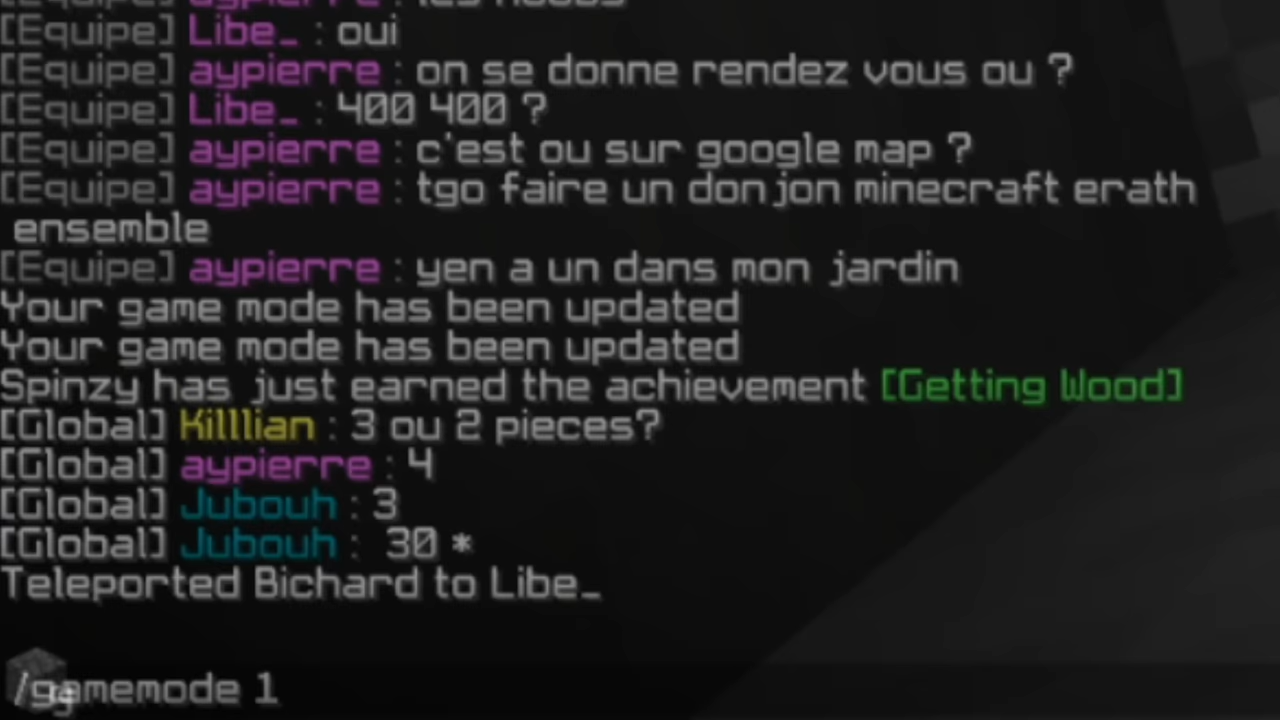 [Equipe] aypierre : les noobs
[Equipe] Libe_ : oui
[Equipe] aypierre : on se donne rendez vous ou ?
[Equipe] Libe_ : 400 400 ?
[Equipe] aypierre : c'est ou sur google map ?
[Equipe] aypierre : tgo faire un donjon minecraft erath
ensemble
[Equipe] aypierre : yen a un dans mon jardin
Your game mode has been updated
Your game mode has been updated
Spinzy has just earned the achievement [Getting Wood]
[Global] Killlian : 3 ou 2 pieces?
[Global] aypierre : 4
[Global] Jubouh : 3
[Global] Jubouh : 30 *
Teleported Bichard to Libe_
/gamemode 1